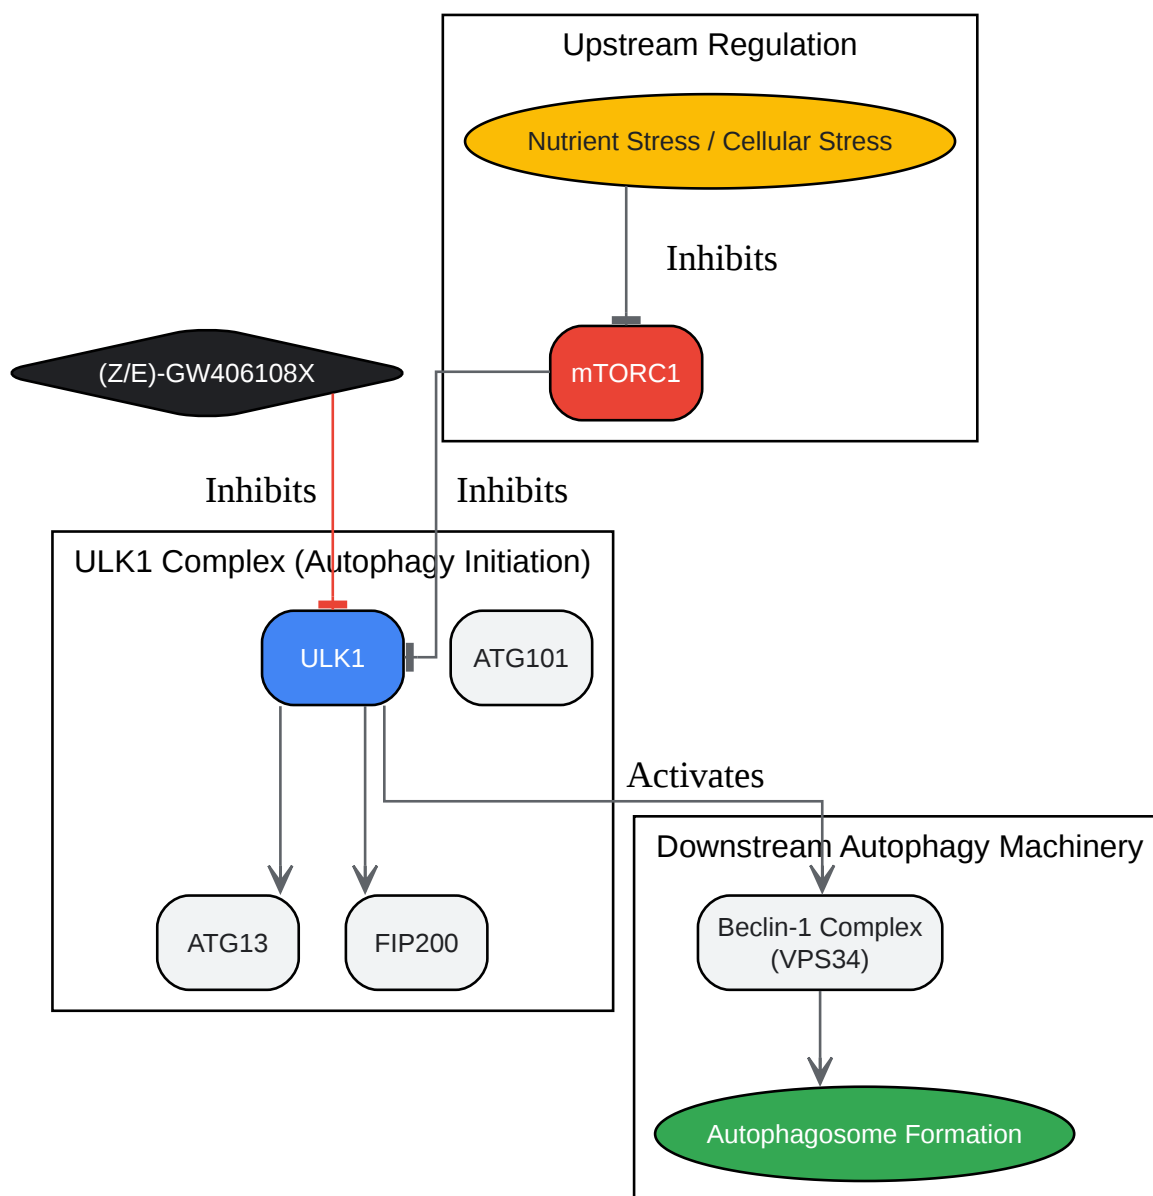 Upstream Regulation
Nutrient Stress / Cellular Stress
Inhibits
(Z/E)-GW406108X
mTORC1
Inhibits
Inhibits
ULK1 Complex (Autophagy Initiation)
ULK1
ATG101
Activates
Downstream Autophagy Machinery
ATG13
FIP200
Beclin-1 Complex
(VPS34)
Autophagosome Formation